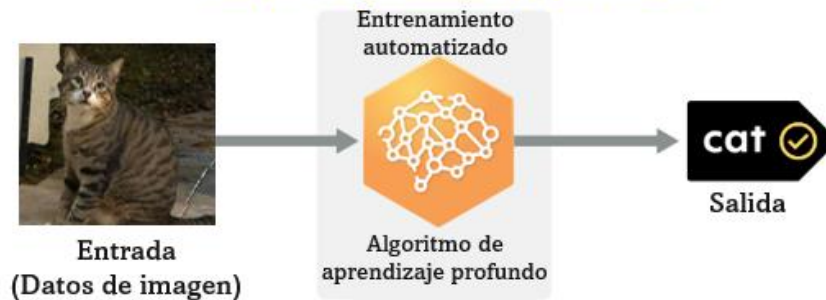 Entrenamiento
automatizado
cat
Salida
Entrada
(Datos de imagen)
Algoritmo de
aprendizaje profundo